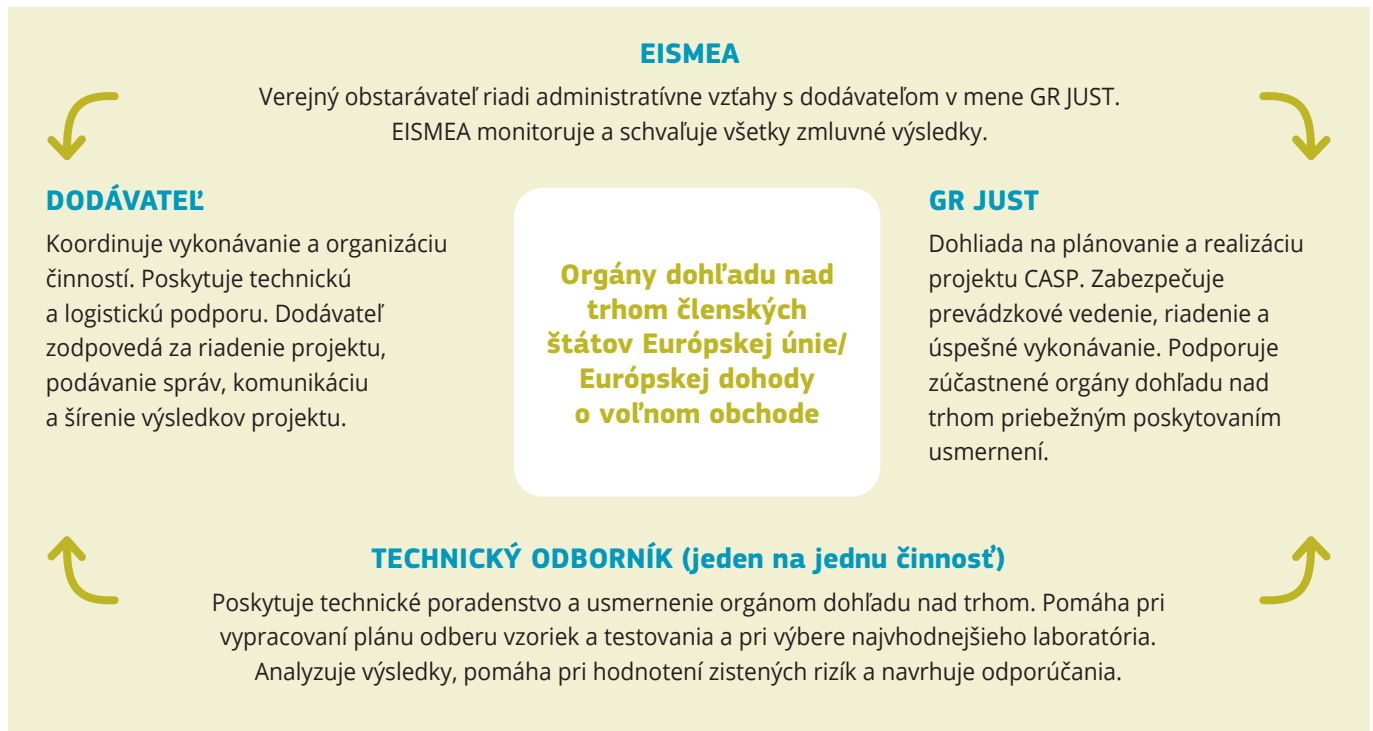 EISMEA
Verejný obstarávateľ riadi administratívne vzťahy s dodávateľom v mene GR JUST.
EISMEA monitoruje a schvaľuje všetky zmluvné výsledky.
DODÁVATEĽ
Koordinuje vykonávanie a organizáciu
činností. Poskytuje technickú
a logistickú podporu. Dodávateľ
zodpovedá za riadenie projektu,
podávanie správ, komunikáciu
a šírenie výsledkov projektu.
Orgány dohľadu nad
trhom členských
štátov Európskej únie/
Európskej dohody
o voľnom obchode
GR JUST
Dohliada na plánovanie a realizáciu
projektu CASP. Zabezpečuje
prevádzkové vedenie, riadenie a
úspešné vykonávanie. Podporuje
zúčastnené orgány dohľadu nad
trhom priebežným poskytovaním
usmernení.
TECHNICKÝ ODBORNÍK (jeden na jednu činnosť)
Poskytuje technické poradenstvo a usmernenie orgánom dohľadu nad trhom. Pomáha pri
vypracovaní plánu odberu vzoriek a testovania a pri výbere najvhodnejšieho laboratória.
Analyzuje výsledky, pomáha pri hodnotení zistených rizík a navrhuje odporúčania.